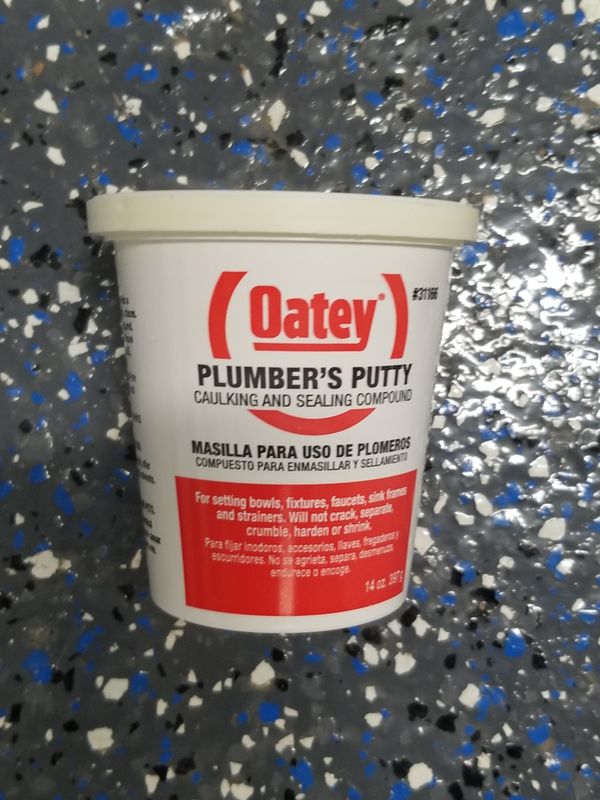 Oatey®
#31166
PLUMBER'S PUTTY
CAULKING AND SEALING COMPOUND
MASILLA PARA USO DE PLOMEROS
COMPUESTO PARA ENMASILLAR Y SELLAMIENTO
For setting bowls, fixtures, faucets, sink frames
and strainers. Will not crack, separate,
crumble, harden or shrink.
Para fijar inodoros, accesorios, llaves, fregaderos y
escurridores. No se agrieta, separa, desmenuza,
endurece o encoge.
14 oz. 397 g